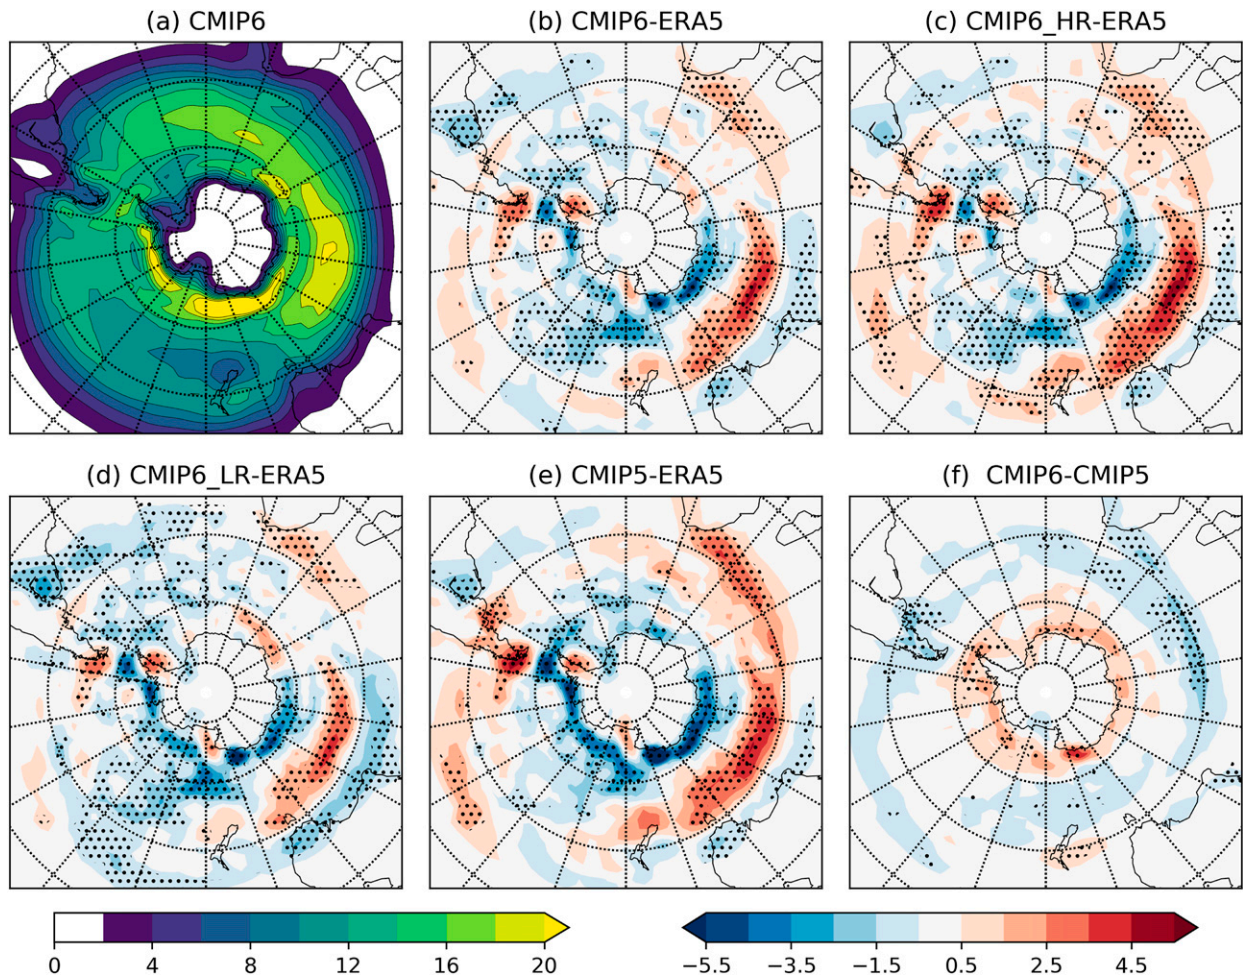 (a) CMIP6
(b) CMIP6-ERA5
(c) CMIP6_HR-ERA5
(d) CMIP6_LR-ERA5
(e) CMIP5-ERA5
(f) CMIP6-CMIP5
0 4 8 12 16 20
−5.5 −3.5 −1.5 0.5 2.5 4.5